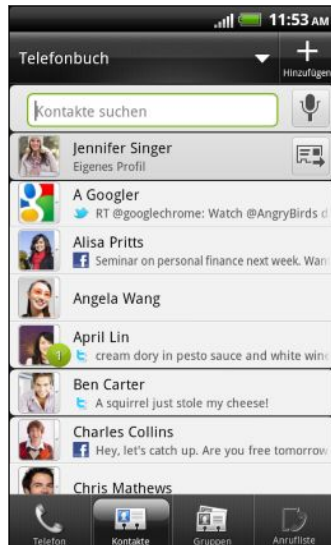 11:53 AM
Telefonbuch
Hinzufügen
Kontakte suchen
Jennifer Singer
Eigenes Profil
A Googler
RT @googlechrome: Watch @AngryBirds d
Alisa Pritts
Seminar on personal finance next week. Wan
Angela Wang
April Lin
1
cream dory in pesto sauce and white wine
Ben Carter
A squirrel just stole my cheese!
Charles Collins
Hey, let's catch up. Are you free tomorrow
Chris Mathews
Telefon Kontakte Gruppen Anrufliste